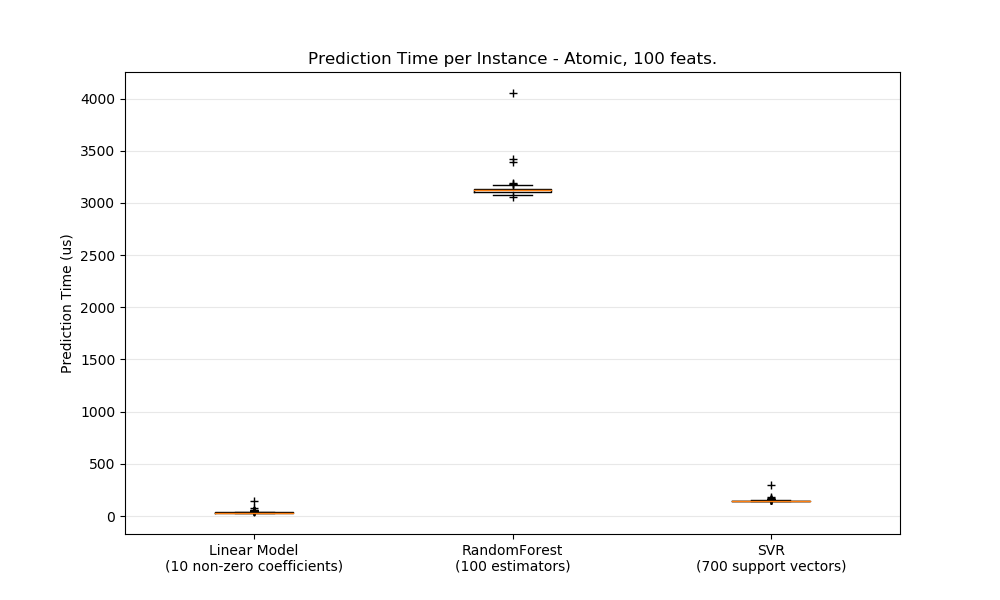 Prediction Time per Instance - Atomic, 100 feats.
Prediction Time (us)
4000
3500
3000
2500
2000
1500
1000
500
0
Linear Model
(10 non-zero coefficients)
RandomForest
(100 estimators)
SVR
(700 support vectors)